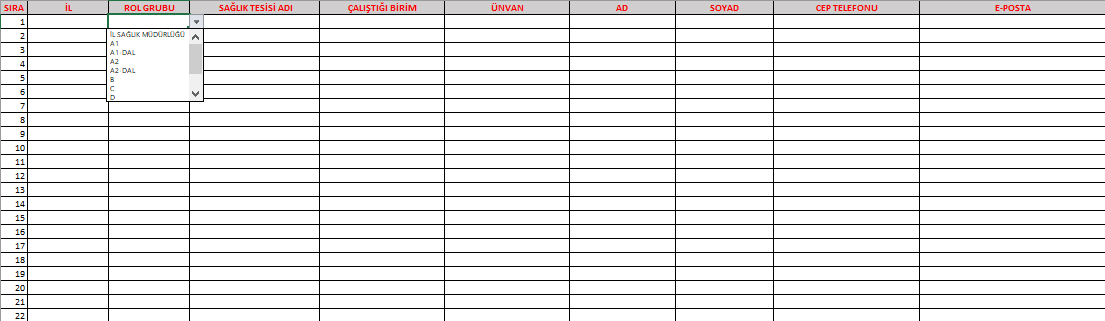 SIRA İL ROL GRUBU SAĞLIK TESİSİ ADI ÇALIŞTIĞI BİRİM ÜNVAN AD SOYAD CEP TELEFONU E-POSTA
1
2
3
4
5
6
7
8
9
10
11
12
13
14
15
16
17
18
19
20
21
22
İL SAĞLIK MÜDÜRLÜĞÜ
A1
A1-DAL
A2
A2-DAL
B
C
D